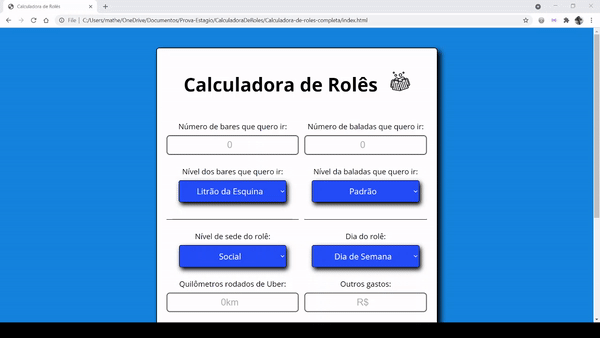 Calculadora de Rolês
File | C:/Users/mathe/OneDrive/Documentos/Prova-Estagio/CalculadoraDeRoles/Calculadora-de-roles-completa/index.html
Calculadora de Rolês
Número de bares que quero ir: Número de baladas que quero ir:
0 0
Nível dos bares que quero ir: Nível da baladas que quero ir:
Litrão da Esquina Padrão
Nível de sede do rolê: Dia do rolê:
Social Dia de Semana
Quilômetros rodados de Uber: Outros gastos:
0km R$